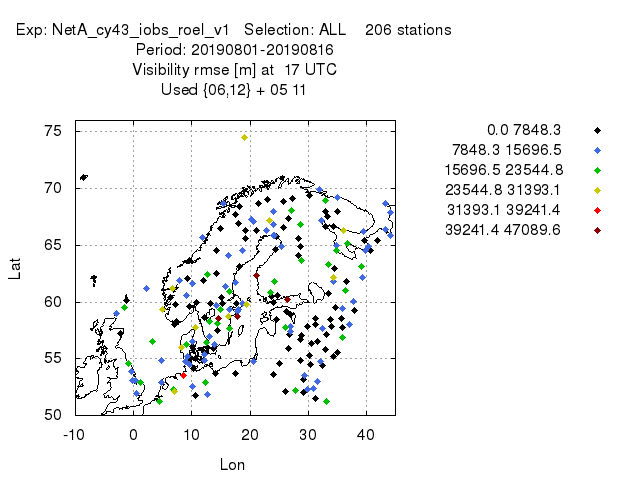 Exp: NetA_cy43_iobs_roel_v1   Selection: ALL    206 stations
Period: 20190801-20190816
Visibility rmse [m] at  17 UTC
Used {06,12} + 05 11
0.0 7848.3
7848.3 15696.5
15696.5 23544.8
23544.8 31393.1
31393.1 39241.4
39241.4 47089.6
75
70
65
60
55
50
Lat
-10 0 10 20 30 40
Lon